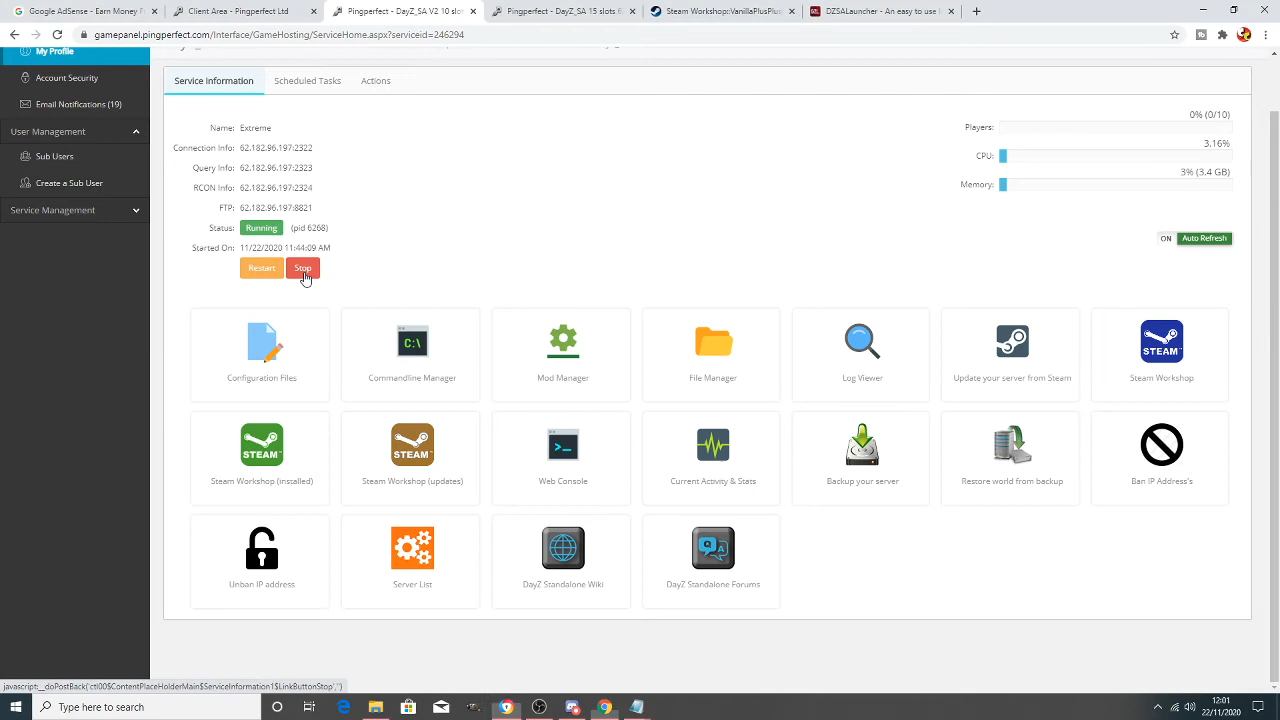 Google AdSense - Earn Money F
Client Area - Pingperfect Ltd
Pingperfect - DayZ_SA V2 10 slot
Pingperfect - DayZ_SA 15 slots 6
Steam Workshop::VanillaPlusPlus
DZSALauncher - An easy to use l
gamepanel.pingperfect.com/Interface/GameHosting/ServiceHome.aspx?serviceid=246294
My Profile
Account Security
Email Notifications (19)
User Management
Sub Users
Create a Sub User
Service Management
Service Information
Scheduled Tasks
Actions
Name: Extreme
Connection Info: 62.182.96.197:2322
Query Info: 62.182.96.197:2323
RCON Info: 62.182.96.197:2324
FTP: 62.182.96.197:8821
Status: Running (pid 6268)
Started On: 11/22/2020 11:44:09 AM
Restart Stop
0% (0/10)
Players:
3.16%
CPU:
3% (3.4 GB)
Memory:
ON Auto Refresh
Configuration Files
Commandline Manager
Mod Manager
File Manager
Log Viewer
Update your server from Steam
STEAM
Steam Workshop
STEAM
Steam Workshop (installed)
STEAM
Steam Workshop (updates)
Web Console
Current Activity & Stats
Backup your server
Restore world from backup
Ban IP Address's
Unban IP address
Server List
DayZ Standalone Wiki
DayZ Standalone Forums
javascript:__doPostBack('ctl00$ContentPlaceHolderMain$ServiceInformation1$LinkButtonStop','')
Type here to search
12:01
22/11/2020